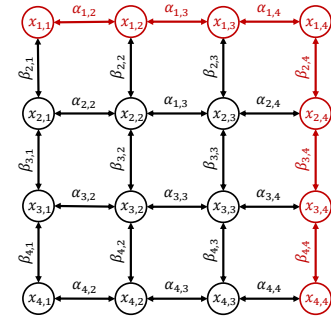 α1,2 α1,3 α1,4
x1,1 x1,2 x1,3 x1,4
β2,1 β2,2 β2,3 β2,4
α2,2 α1,3 α2,4
x2,1 x2,2 x2,3 x2,4
β3,1 β3,2 β3,3 β3,4
α3,2 α3,3 α3,4
x3,1 x3,2 x3,3 x3,4
β4,1 β4,2 β4,3 β4,4
α4,2 α4,3 α4,4
x4,1 x4,2 x4,3 x4,4